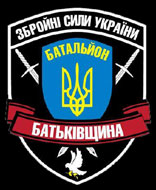 ЗБРОЙНІ СИЛИ УКРАЇНИ
БАТАЛЬЙОН
БАТЬКІВЩИНА